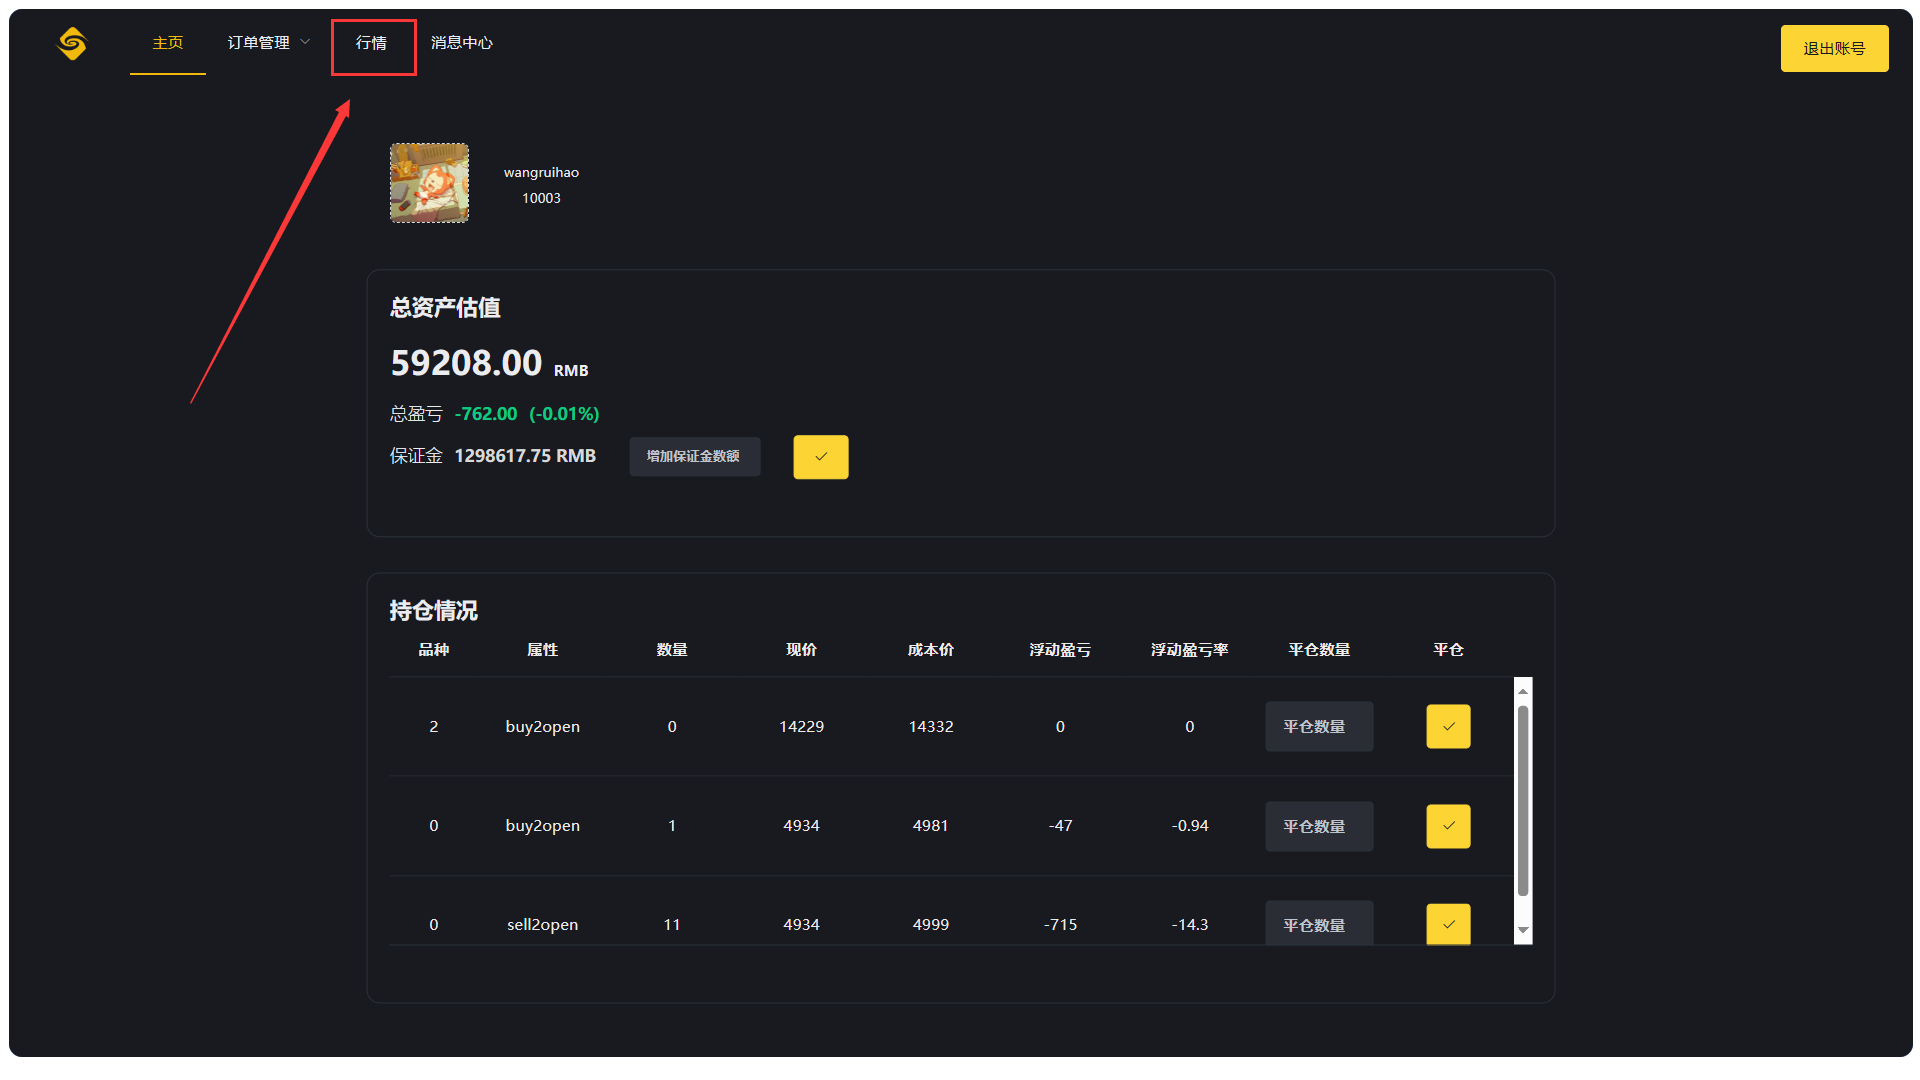 主页 订单管理 行情 消息中心 退出账号
wangruihao
10003
总资产估值
59208.00 RMB
总盈亏 -762.00 (-0.01%)
保证金 1298617.75 RMB 增加保证金数额
持仓情况
品种 属性 数量 现价 成本价 浮动盈亏 浮动盈亏率 平仓数量 平仓
2 buy2open 0 14229 14332 0 0 平仓数量
0 buy2open 1 4934 4981 -47 -0.94 平仓数量
0 sell2open 11 4934 4999 -715 -14.3 平仓数量